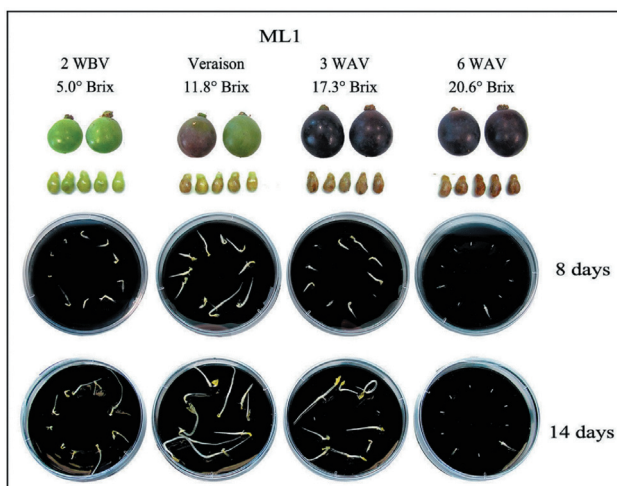 ML1
2 WBV
5.0° Brix
Veraison
11.8° Brix
3 WAV
17.3° Brix
6 WAV
20.6° Brix
8 days
14 days